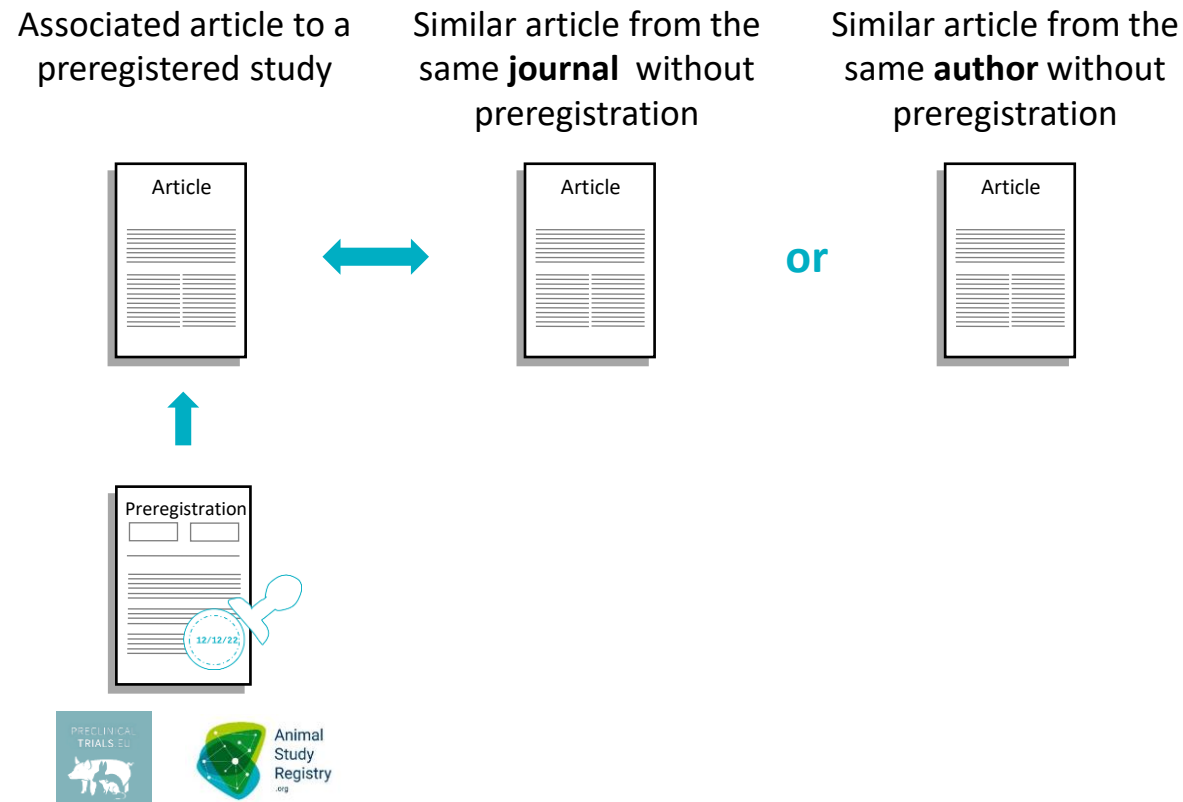 Associated article to a
preregistered study
Similar article from the
same journal without
preregistration
Similar article from the
same author without
preregistration
Article
Article
Article
or
Preregistration
12/12/22
PRECLINICAL
TRIALS EU
Animal
Study
Registry
.org